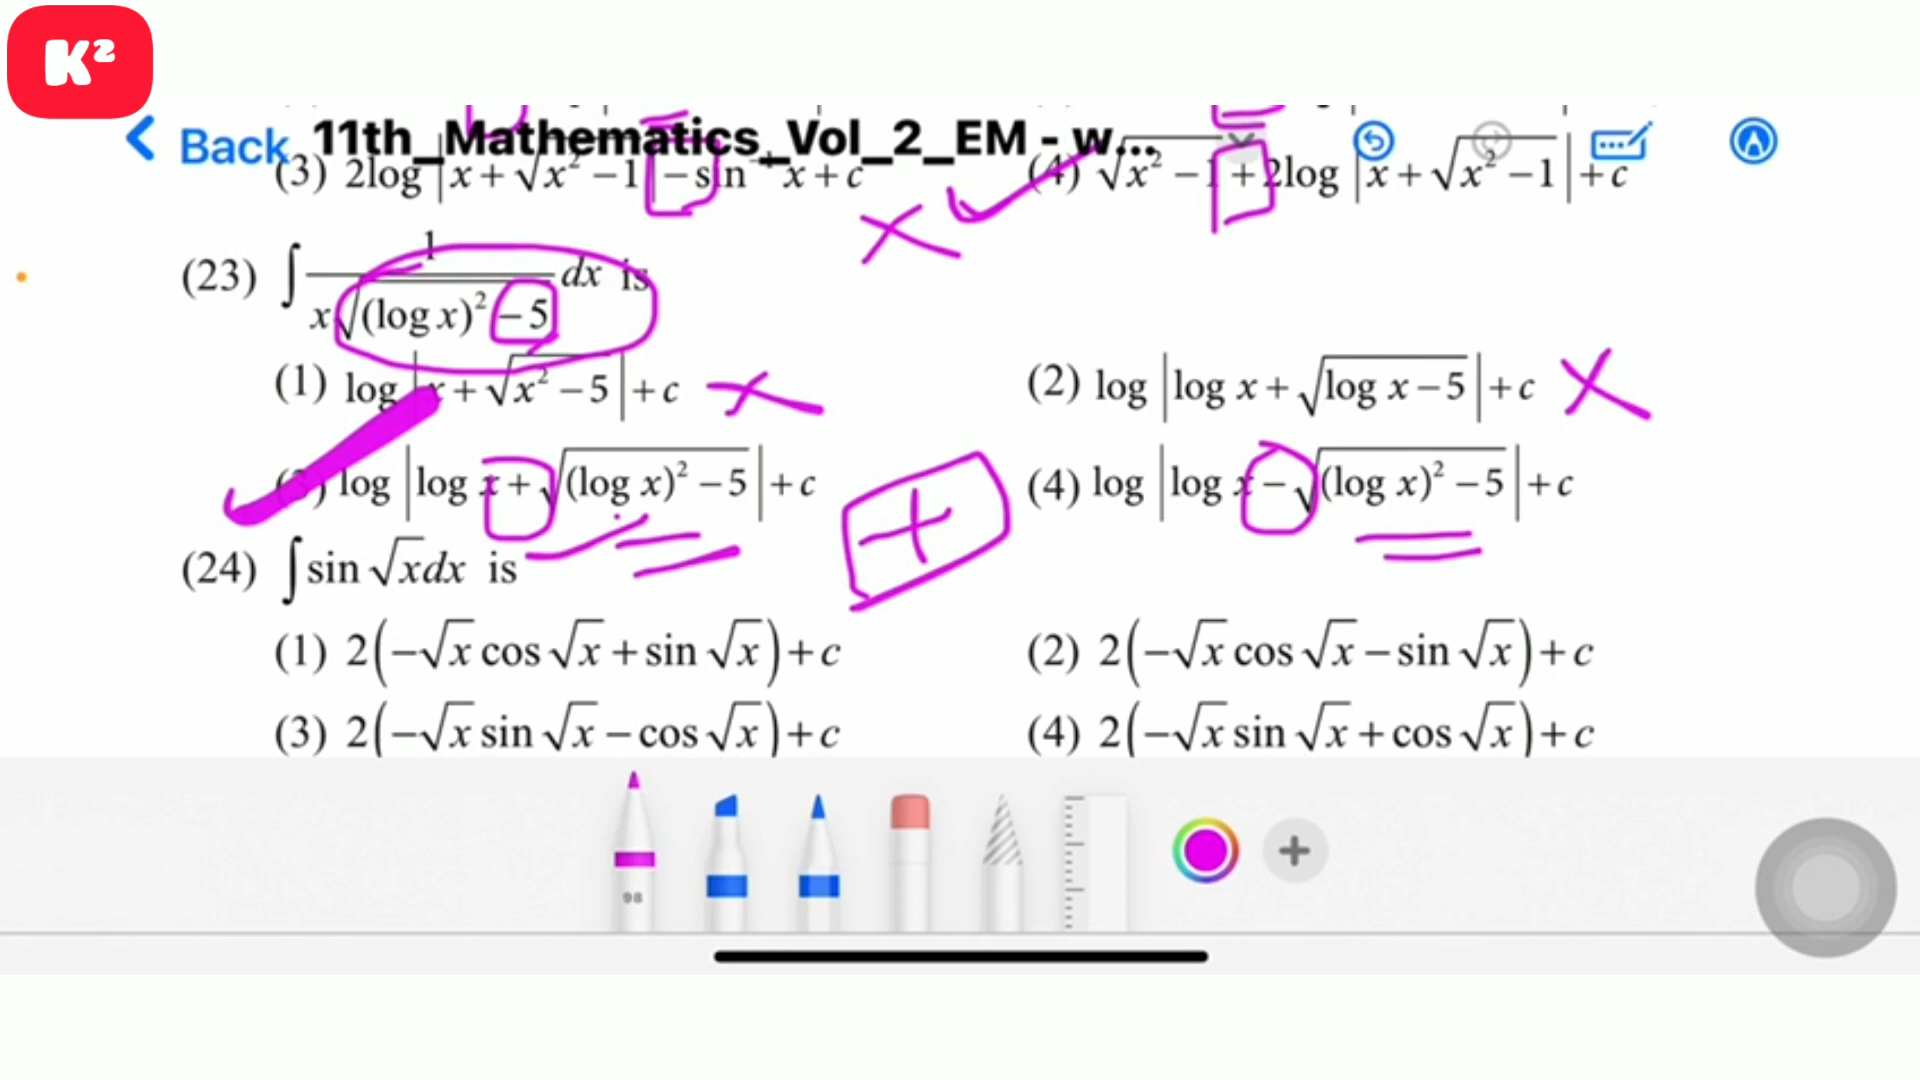 K²
Back 11th_Mathematics_Vol_2_EM - w...
(3) 2log |x + √x² −1| − sin⁻¹ x + c (4) √x² − 1 + 2log |x + √x² −1| + c
(23) ∫ 1 / x√(log x)² − 5 dx is
(1) log |x + √x² − 5| + c (2) log |log x + √log x − 5| + c
(3) log |log x + √(log x)² − 5| + c + (4) log |log x − √(log x)² − 5| + c
(24) ∫ sin √x dx is
(1) 2(−√x cos √x + sin √x) + c (2) 2(−√x cos √x − sin √x) + c
(3) 2(−√x sin √x − cos √x) + c (4) 2(−√x sin √x + cos √x) + c
98